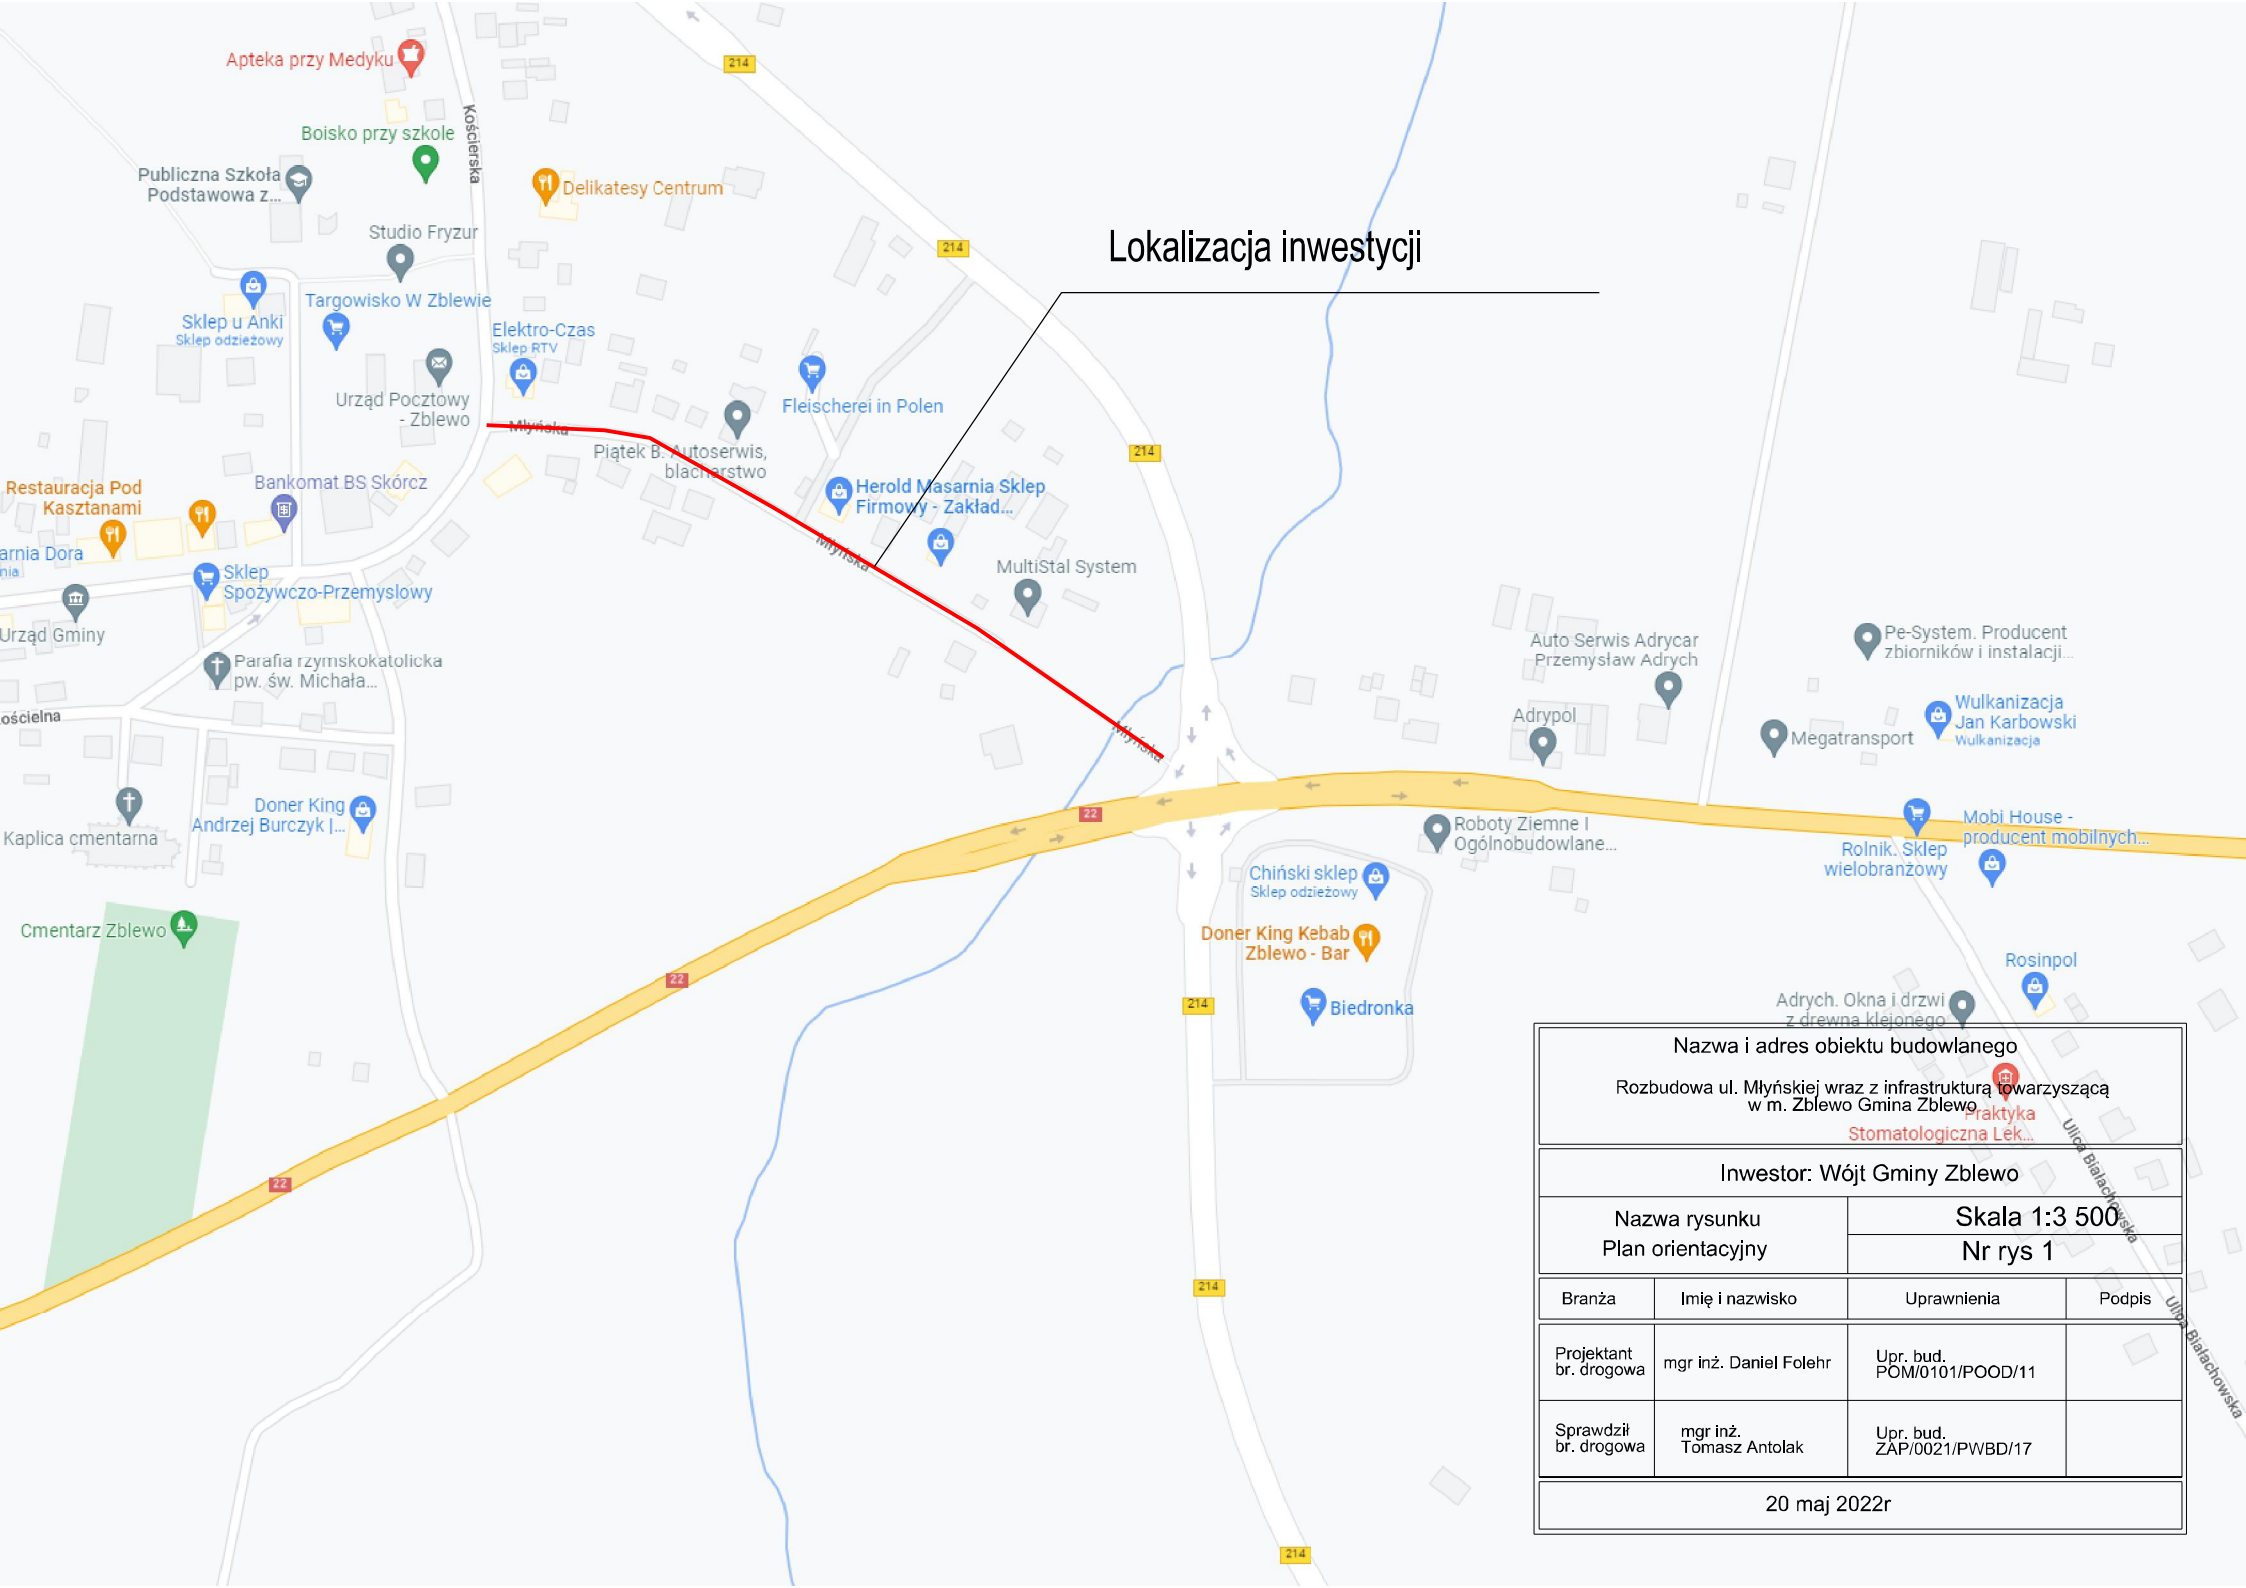 214
Apteka przy Medyku
Kościerska
Boisko przy szkole
Publiczna Szkoła
Podstawowa z...
Delikatesy Centrum
Studio Fryzur
214
Lokalizacja inwestycji
Targowisko W Zblewie
Sklep u Anki
Sklep odzieżowy
Elektro-Czas
Sklep RTV
Urząd Pocztowy
- Zblewo
Fleischerei in Polen
Młyńska
Piątek B. Autoserwis,
blacharstwo
214
Restauracja Pod
Kasztanami
Bankomat BS Skórcz
Herold Masarnia Sklep
Firmowy - Zakład...
Młyńska
arnia Dora
nia
Sklep
Spożywczo-Przemyslowy
MultiStal System
Urząd Gminy
Parafia rzymskokatolicka
pw. św. Michała...
Auto Serwis Adrycar
Przemysław Adrych
Pe-System. Producent
zbiorników i instalacji...
ościelna
Młyńska
Adrypol
Megatransport
Wulkanizacja
Jan Karbowski
Wulkanizacja
Doner King
Andrzej Burczyk |...
Kaplica cmentarna
22
Roboty Ziemne I
Ogólnobudowlane...
Mobi House -
producent mobilnych...
Rolnik. Sklep
wielobranżowy
Chiński sklep
Sklep odzieżowy
Cmentarz Zblewo
Doner King Kebab
Zblewo - Bar
22
Rosinpol
214
Biedronka
Adrych. Okna i drzwi
z drewna klejonego
Nazwa i adres obiektu budowlanego
Rozbudowa ul. Młyńskiej wraz z infrastrukturą towarzyszącą
w m. Zblewo Gmina Zblewo
Praktyka
Stomatologiczna Lek...
Ulica Białachowska
Inwestor: Wójt Gminy Zblewo
22
Nazwa rysunku
Plan orientacyjny
Skala 1:3 500
Nr rys 1
214
Branża Imię i nazwisko Uprawnienia Podpis
Ulica Białachowska
Projektant
br. drogowa
mgr inż. Daniel Folehr
Upr. bud.
POM/0101/POOD/11
Sprawdził
br. drogowa
mgr inż.
Tomasz Antolak
Upr. bud.
ZAP/0021/PWBD/17
20 maj 2022r
214